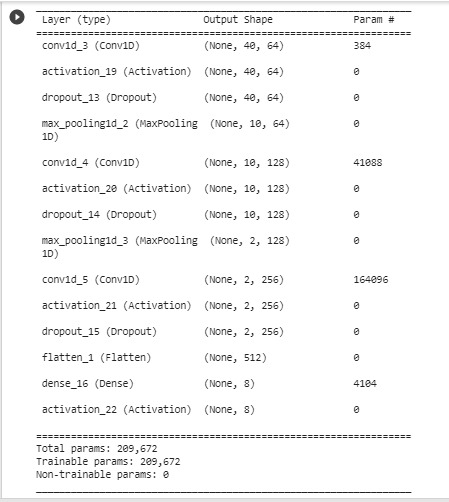 Layer (type) Output Shape Param #
conv1d_3 (Conv1D) (None, 40, 64) 384
activation_19 (Activation) (None, 40, 64) 0
dropout_13 (Dropout) (None, 40, 64) 0
max_pooling1d_2 (MaxPooling (None, 10, 64) 0
1D)
conv1d_4 (Conv1D) (None, 10, 128) 41088
activation_20 (Activation) (None, 10, 128) 0
dropout_14 (Dropout) (None, 10, 128) 0
max_pooling1d_3 (MaxPooling (None, 2, 128) 0
1D)
conv1d_5 (Conv1D) (None, 2, 256) 164096
activation_21 (Activation) (None, 2, 256) 0
dropout_15 (Dropout) (None, 2, 256) 0
flatten_1 (Flatten) (None, 512) 0
dense_16 (Dense) (None, 8) 4104
activation_22 (Activation) (None, 8) 0
Total params: 209,672
Trainable params: 209,672
Non-trainable params: 0